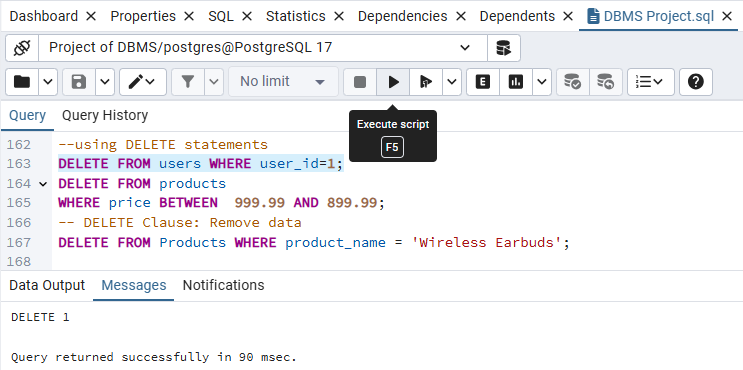 Dashboard Properties SQL Statistics Dependencies Dependents DBMS Project.sql
Project of DBMS/postgres@PostgreSQL 17
No limit
E
Query Query History
Execute script
F5
162 --using DELETE statements
163 DELETE FROM users WHERE user_id=1;
164 DELETE FROM products
165 WHERE price BETWEEN  999.99 AND 899.99;
166 -- DELETE Clause: Remove data
167 DELETE FROM Products WHERE product_name = 'Wireless Earbuds';
168
Data Output Messages Notifications
DELETE 1
Query returned successfully in 90 msec.